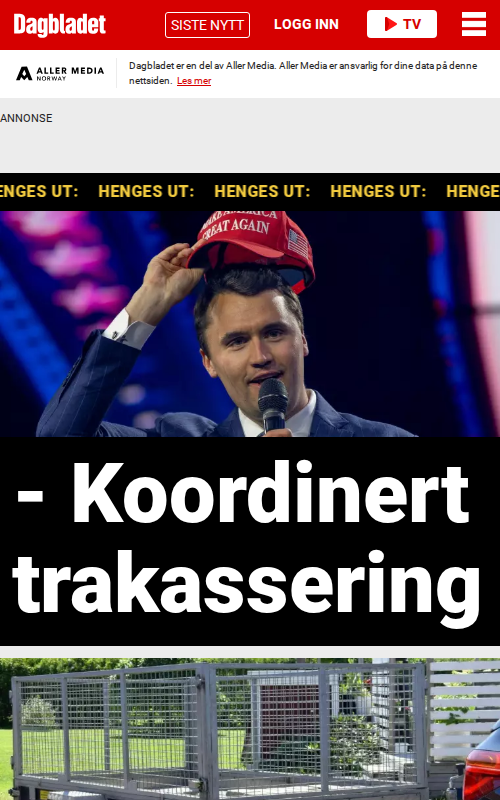 Dagbladet
SISTE NYTT
LOGG INN
TV
ALLER MEDIA
NORWAY
Dagbladet er en del av Aller Media. Aller Media er ansvarlig for dine data på denne
nettsiden. Les mer
ANNONSE
ENGES UT: HENGES UT: HENGES UT: HENGES UT: HENGE
MAKE AMERICA
GREAT AGAIN
- Koordinert
trakassering